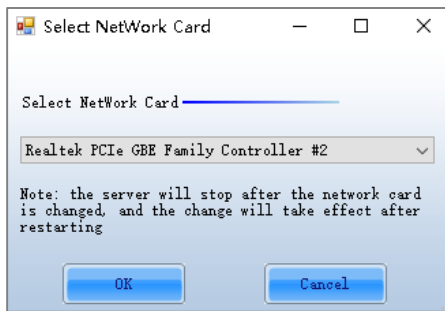 Select NetWork Card
Select NetWork Card
Realtek PCIe GBE Family Controller #2
Note: the server will stop after the network card
is changed, and the change will take effect after
restarting
OK Cancel